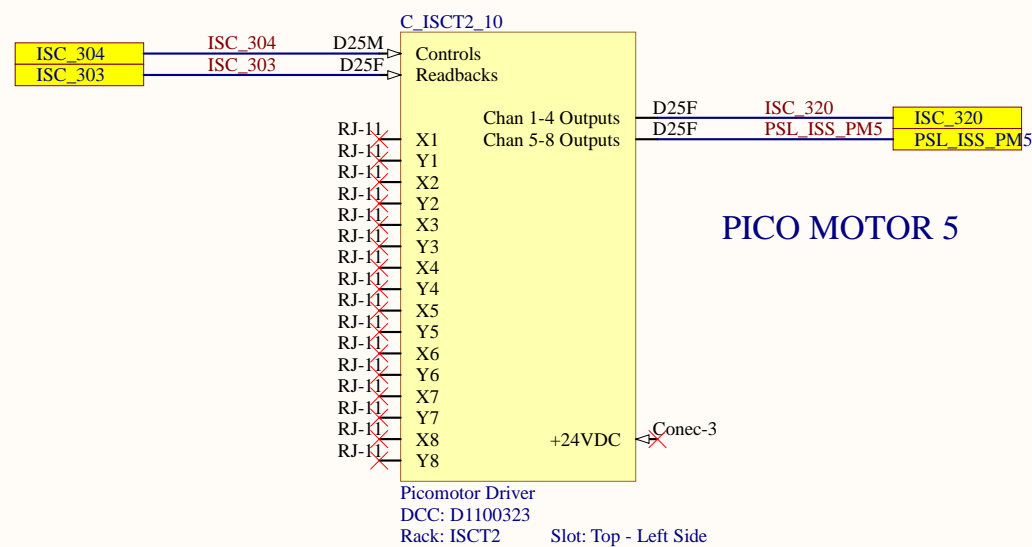 C_ISCT2_10
ISC_304 ISC_304 D25M Controls
ISC_303 ISC_303 D25F Readbacks
Chan 1-4 Outputs D25F ISC_320 ISC_320
Chan 5-8 Outputs D25F PSL_ISS_PM5 PSL_ISS_PM5
RJ-11 X1
RJ-11 Y1
RJ-11 X2
RJ-11 Y2
RJ-11 X3
RJ-11 Y3
RJ-11 X4
RJ-11 Y4
RJ-11 X5
RJ-11 Y5
RJ-11 X6
RJ-11 Y6
RJ-11 X7
RJ-11 Y7
RJ-11 X8
RJ-11 Y8
PICO MOTOR 5
+24VDC Conec-3
Picomotor Driver
DCC: D1100323
Rack: ISCT2 Slot: Top - Left Side